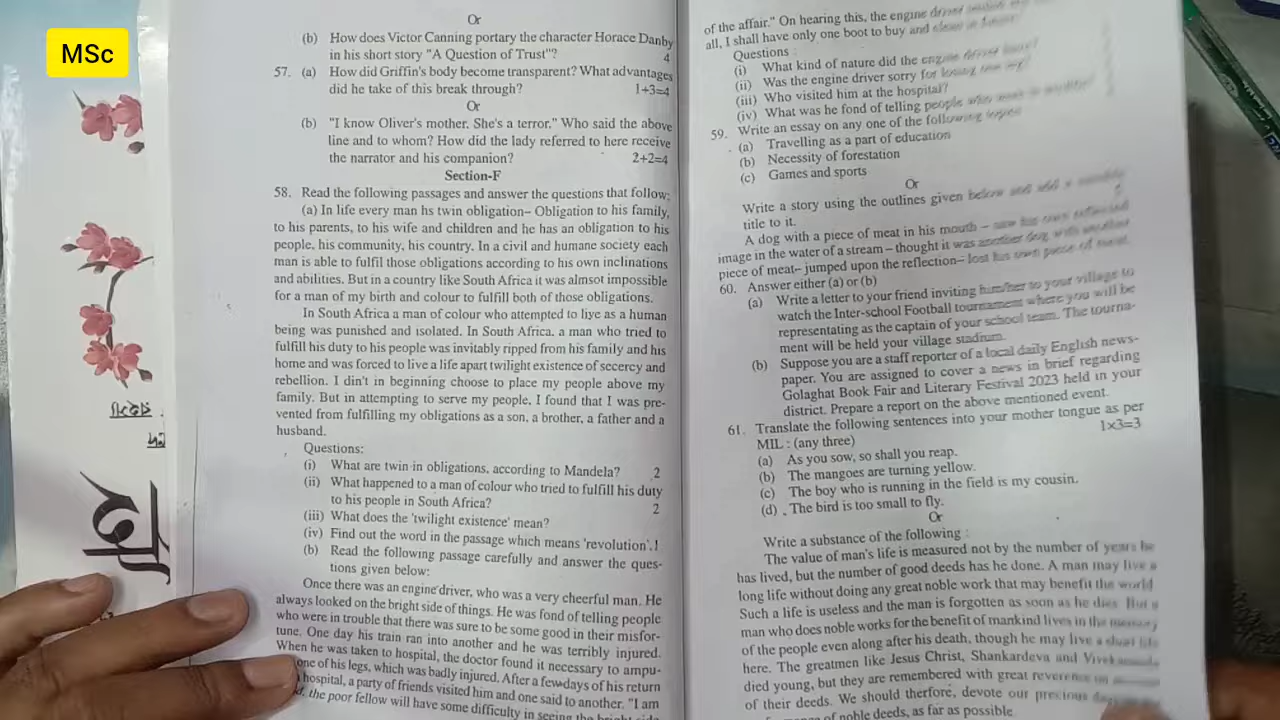 MSc
Or
(b) How does Victor Canning portary the character Horace Danby
in his short story "A Question of Trust"? 4
57. (a) How did Griffin's body become transparent? What advantages
did he take of this break through? 1+3=4
Or
(b) "I know Oliver's mother. She's a terror." Who said the above
line and to whom? How did the lady referred to here receive
the narrator and his companion? 2+2=4
Section-F
58. Read the following passages and answer the questions that follow:
(a) In life every man hs twin obligation– Obligation to his family,
to his parents, to his wife and children and he has an obligation to his
people, his community, his country. In a civil and humane society each
man is able to fulfil those obligations according to his own inclinations
and abilities. But in a country like South Africa it was almsot impossible
for a man of my birth and colour to fulfill both of those obligations.
In South Africa a man of colour who attempted to live as a human
being was punished and isolated. In South Africa, a man who tried to
fulfill his duty to his people was invitably ripped from his family and his
home and was forced to live a life apart twilight existence of secercy and
rebellion. I din't in beginning choose to place my people above my
family. But in attempting to serve my people, I found that I was pre-
vented from fulfilling my obligations as a son, a brother, a father and a
husband.
Questions:
(i) What are twin in obligations, according to Mandela? 2
(ii) What happened to a man of colour who tried to fulfill his duty
to his people in South Africa? 2
(iii) What does the 'twilight existence' mean?
(iv) Find out the word in the passage which means 'revolution'. 1
(b) Read the following passage carefully and answer the ques-
tions given below:
Once there was an engine driver, who was a very cheerful man. He
always looked on the bright side of things. He was fond of telling people
who were in trouble that there was sure to be some good in their misfor-
tune. One day his train ran into another and he was terribly injured.
When he was taken to hospital, the doctor found it necessary to ampu-
one of his legs, which was badly injured. After a few days of his return
hospital, a party of friends visited him and one said to another. "I am
the poor fellow will have some difficulty in seeing the bright side
of the affair." On hearing this, the engine driver
all, I shall have only one boot to buy and
Questions :
(i) What kind of nature did the engine driver have?
(ii) Was the engine driver sorry for losing
(iii) Who visited him at the hospital?
(iv) What was he fond of telling people who were in
59. Write an essay on any one of the following topics
(a) Travelling as a part of education
(b) Necessity of forestation
(c) Games and sports
Or
Write a story using the outlines given below and add a suitable
title to it.
A dog with a piece of meat in his mouth – saw his own reflected
image in the water of a stream – thought it was another dog with another
piece of meat– jumped upon the reflection– lost his own piece of meat.
60. Answer either (a) or (b)
(a) Write a letter to your friend inviting him/her to your village to
watch the Inter-school Football tournament where you will be
representating as the captain of your school team. The tourna-
ment will be held your village stadium.
(b) Suppose you are a staff reporter of a local daily English news-
paper. You are assigned to cover a news in brief regarding
Golaghat Book Fair and Literary Festival 2023 held in your
district. Prepare a report on the above mentioned event.
61. Translate the following sentences into your mother tongue as per
MIL : (any three) 1×3=3
(a) As you sow, so shall you reap.
(b) The mangoes are turning yellow.
(c) The boy who is running in the field is my cousin.
(d) The bird is too small to fly.
Or
Write a substance of the following :
The value of man's life is measured not by the number of years he
has lived, but the number of good deeds has he done. A man may live a
long life without doing any great noble work that may benefit the world
Such a life is useless and the man is forgotten as soon as he dies. But a
man who does noble works for the benefit of mankind lives in the memory
of the people even along after his death, though he may live a short life
here. The greatmen like Jesus Christ, Shankardeva and Vivekananda
died young, but they are remembered with great reverence on
of their deeds. We should therfore, devote our precious
of noble deeds, as far as possible